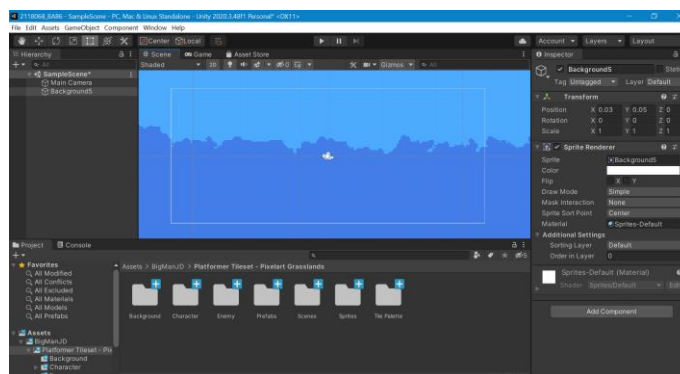 2118068_8A86 - SampleScene - PC, Mac & Linux Standalone - Unity 2020.3.48f1 Personal* <DX11>
File Edit Assets GameObject Component Window Help
Center Local Account Layers Layout
Hierarchy
All
SampleScene*
Main Camera
Background5
Scene Game Asset Store
Shaded 2D 0 Gizmos All
Inspector
Background5 Stati
Tag Untagged Layer Default
Transform
Position X 0.03 Y 0.05 Z 0
Rotation X 0 Y 0 Z 0
Scale X 1 Y 1 Z 1
Sprite Renderer
Sprite Background5
Color
Flip X Y
Draw Mode Simple
Mask Interaction None
Sprite Sort Point Center
Material Sprites-Default
Additional Settings
Sorting Layer Default
Order in Layer 0
Sprites-Default (Material)
Shader Sprites/Default Edit
Add Component
Project Console
Favorites
All Modified
All Conflicts
All Excluded
All Materials
All Models
All Prefabs
Assets
BigManJD
Platformer Tileset - Pix
Background
Character
Assets > BigManJD > Platformer Tileset - Pixelart Grasslands
Background Character Enemy Prefabs Scenes Sprites Tile Palette